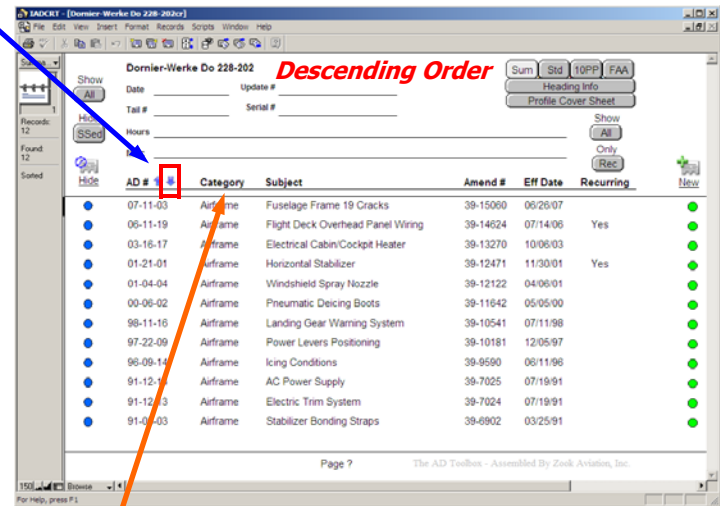 IADCRT - [Dornier-Werke Do 228-202cr]
File Edit View Insert Format Records Scripts Window Help
Dornier-Werke Do 228-202
Descending Order
Sum Std 10PP FAA
Heading Info
Profile Cover Sheet
Show
All
Date Update #
Tail # Serial #
Hours
Records:
12
Found:
12
Sorted
1
SSed
Show
All
Only
Rec
Hide
AD # Category Subject Amend # Eff Date Recurring
New
07-11-03 Airframe Fuselage Frame 19 Cracks 39-15060 06/26/07
06-11-19 Airframe Flight Deck Overhead Panel Wiring 39-14624 07/14/06 Yes
03-16-17 Airframe Electrical Cabin/Cockpit Heater 39-13270 10/06/03
01-21-01 Airframe Horizontal Stabilizer 39-12471 11/30/01 Yes
01-04-04 Airframe Windshield Spray Nozzle 39-12122 04/06/01
00-06-02 Airframe Pneumatic Deicing Boots 39-11642 05/05/00
98-11-16 Airframe Landing Gear Warning System 39-10541 07/11/98
97-22-09 Airframe Power Levers Positioning 39-10181 12/05/97
96-09-14 Airframe Icing Conditions 39-9590 06/11/96
Airframe AC Power Supply 39-7025 07/19/91
Airframe Electric Trim System 39-7024 07/19/91
Airframe Stabilizer Bonding Straps 39-6902 03/25/91
Page ? The AD Toolbox - Assembled By Zook Aviation, Inc.
150 Browse
For Help, press F1